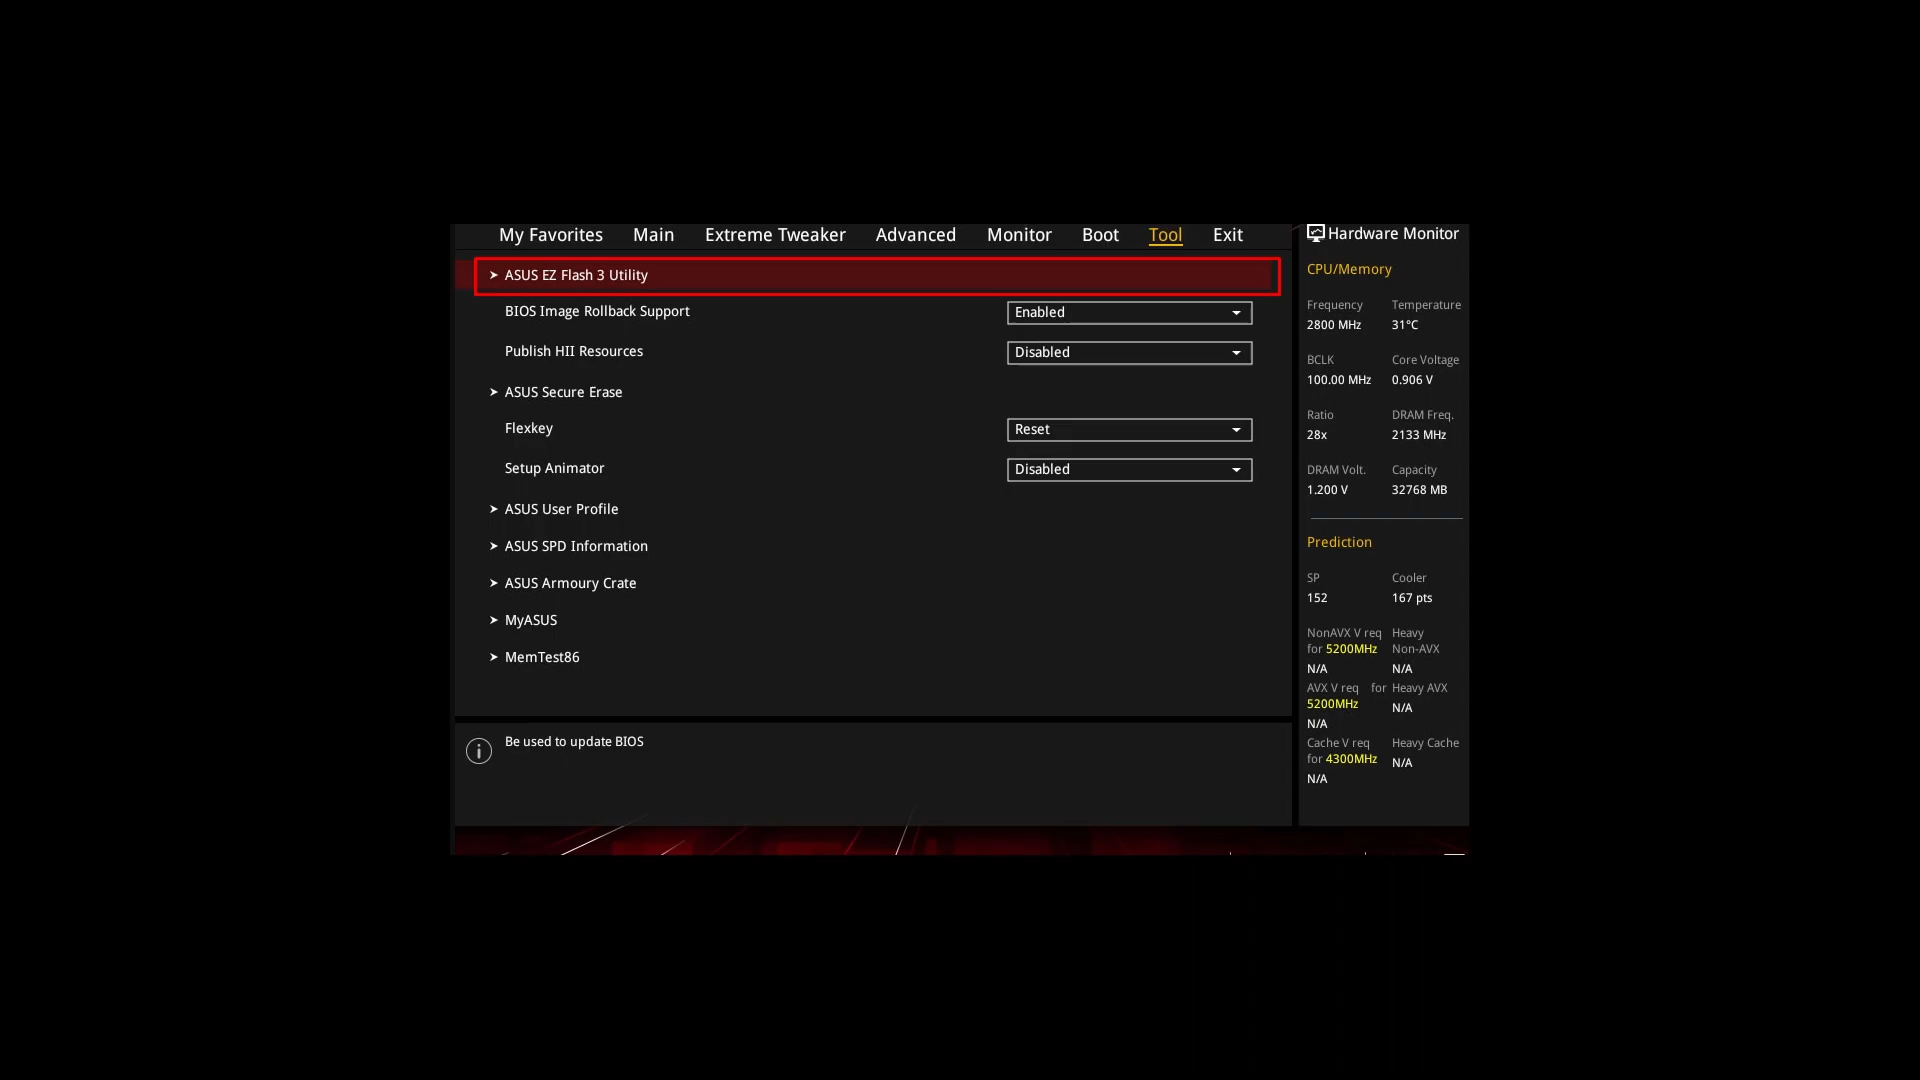 My Favorites Main Extreme Tweaker Advanced Monitor Boot Tool Exit
ASUS EZ Flash 3 Utility
BIOS Image Rollback Support Enabled
Publish HII Resources Disabled
ASUS Secure Erase
Flexkey Reset
Setup Animator Disabled
ASUS User Profile
ASUS SPD Information
ASUS Armoury Crate
MyASUS
MemTest86
Be used to update BIOS
Hardware Monitor
CPU/Memory
Frequency Temperature
2800 MHz 31°C
BCLK Core Voltage
100.00 MHz 0.906 V
Ratio DRAM Freq.
28x 2133 MHz
DRAM Volt. Capacity
1.200 V 32768 MB
Prediction
SP Cooler
152 167 pts
NonAVX V req Heavy
for 5200MHz Non-AVX
N/A N/A
AVX V req for Heavy AVX
5200MHz N/A
N/A
Cache V req Heavy Cache
for 4300MHz N/A
N/A